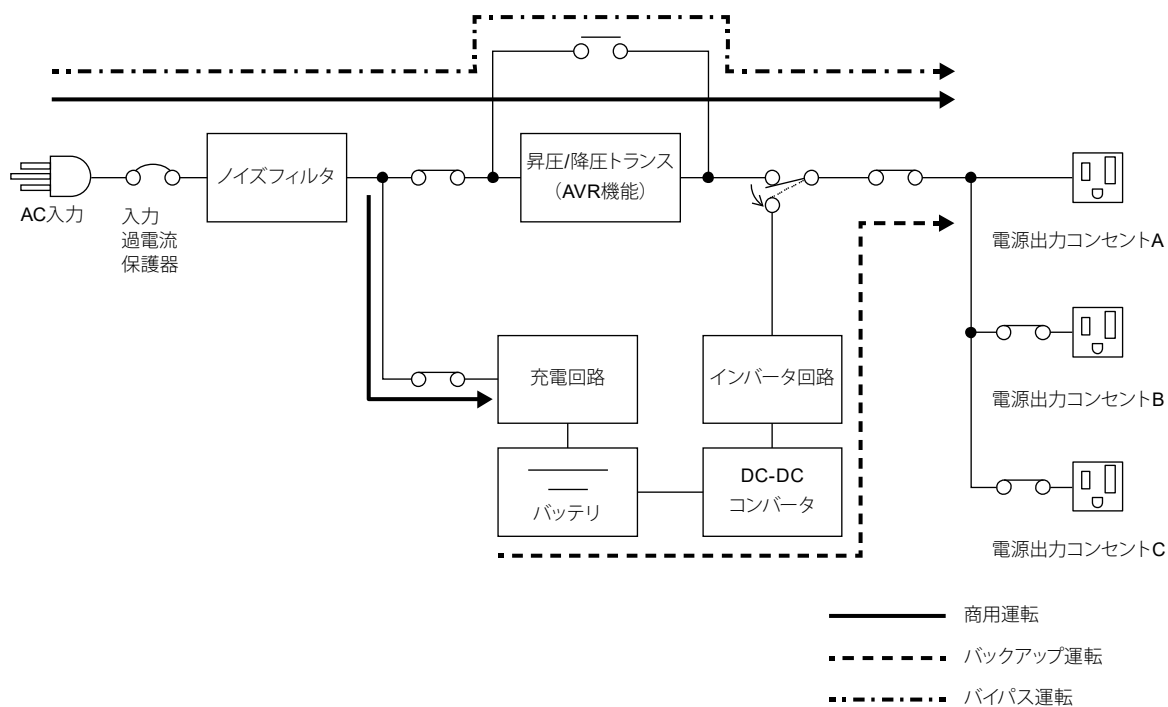 昇圧/降圧トランス
(AVR機能)
ノイズフィルタ
AC入力
入力
過電流
保護器
電源出力コンセントA
充電回路
インバータ回路
電源出力コンセントB
バッテリ
DC-DC
コンバータ
電源出力コンセントC
商用運転
バックアップ運転
バイパス運転